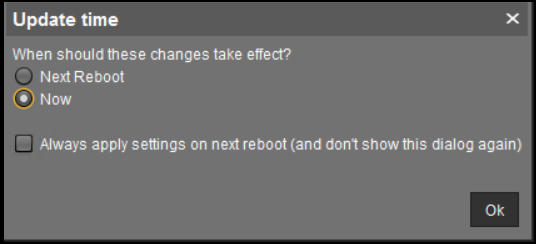 Update time
When should these changes take effect?
Next Reboot
Now
Always apply settings on next reboot (and don't show this dialog again)
Ok